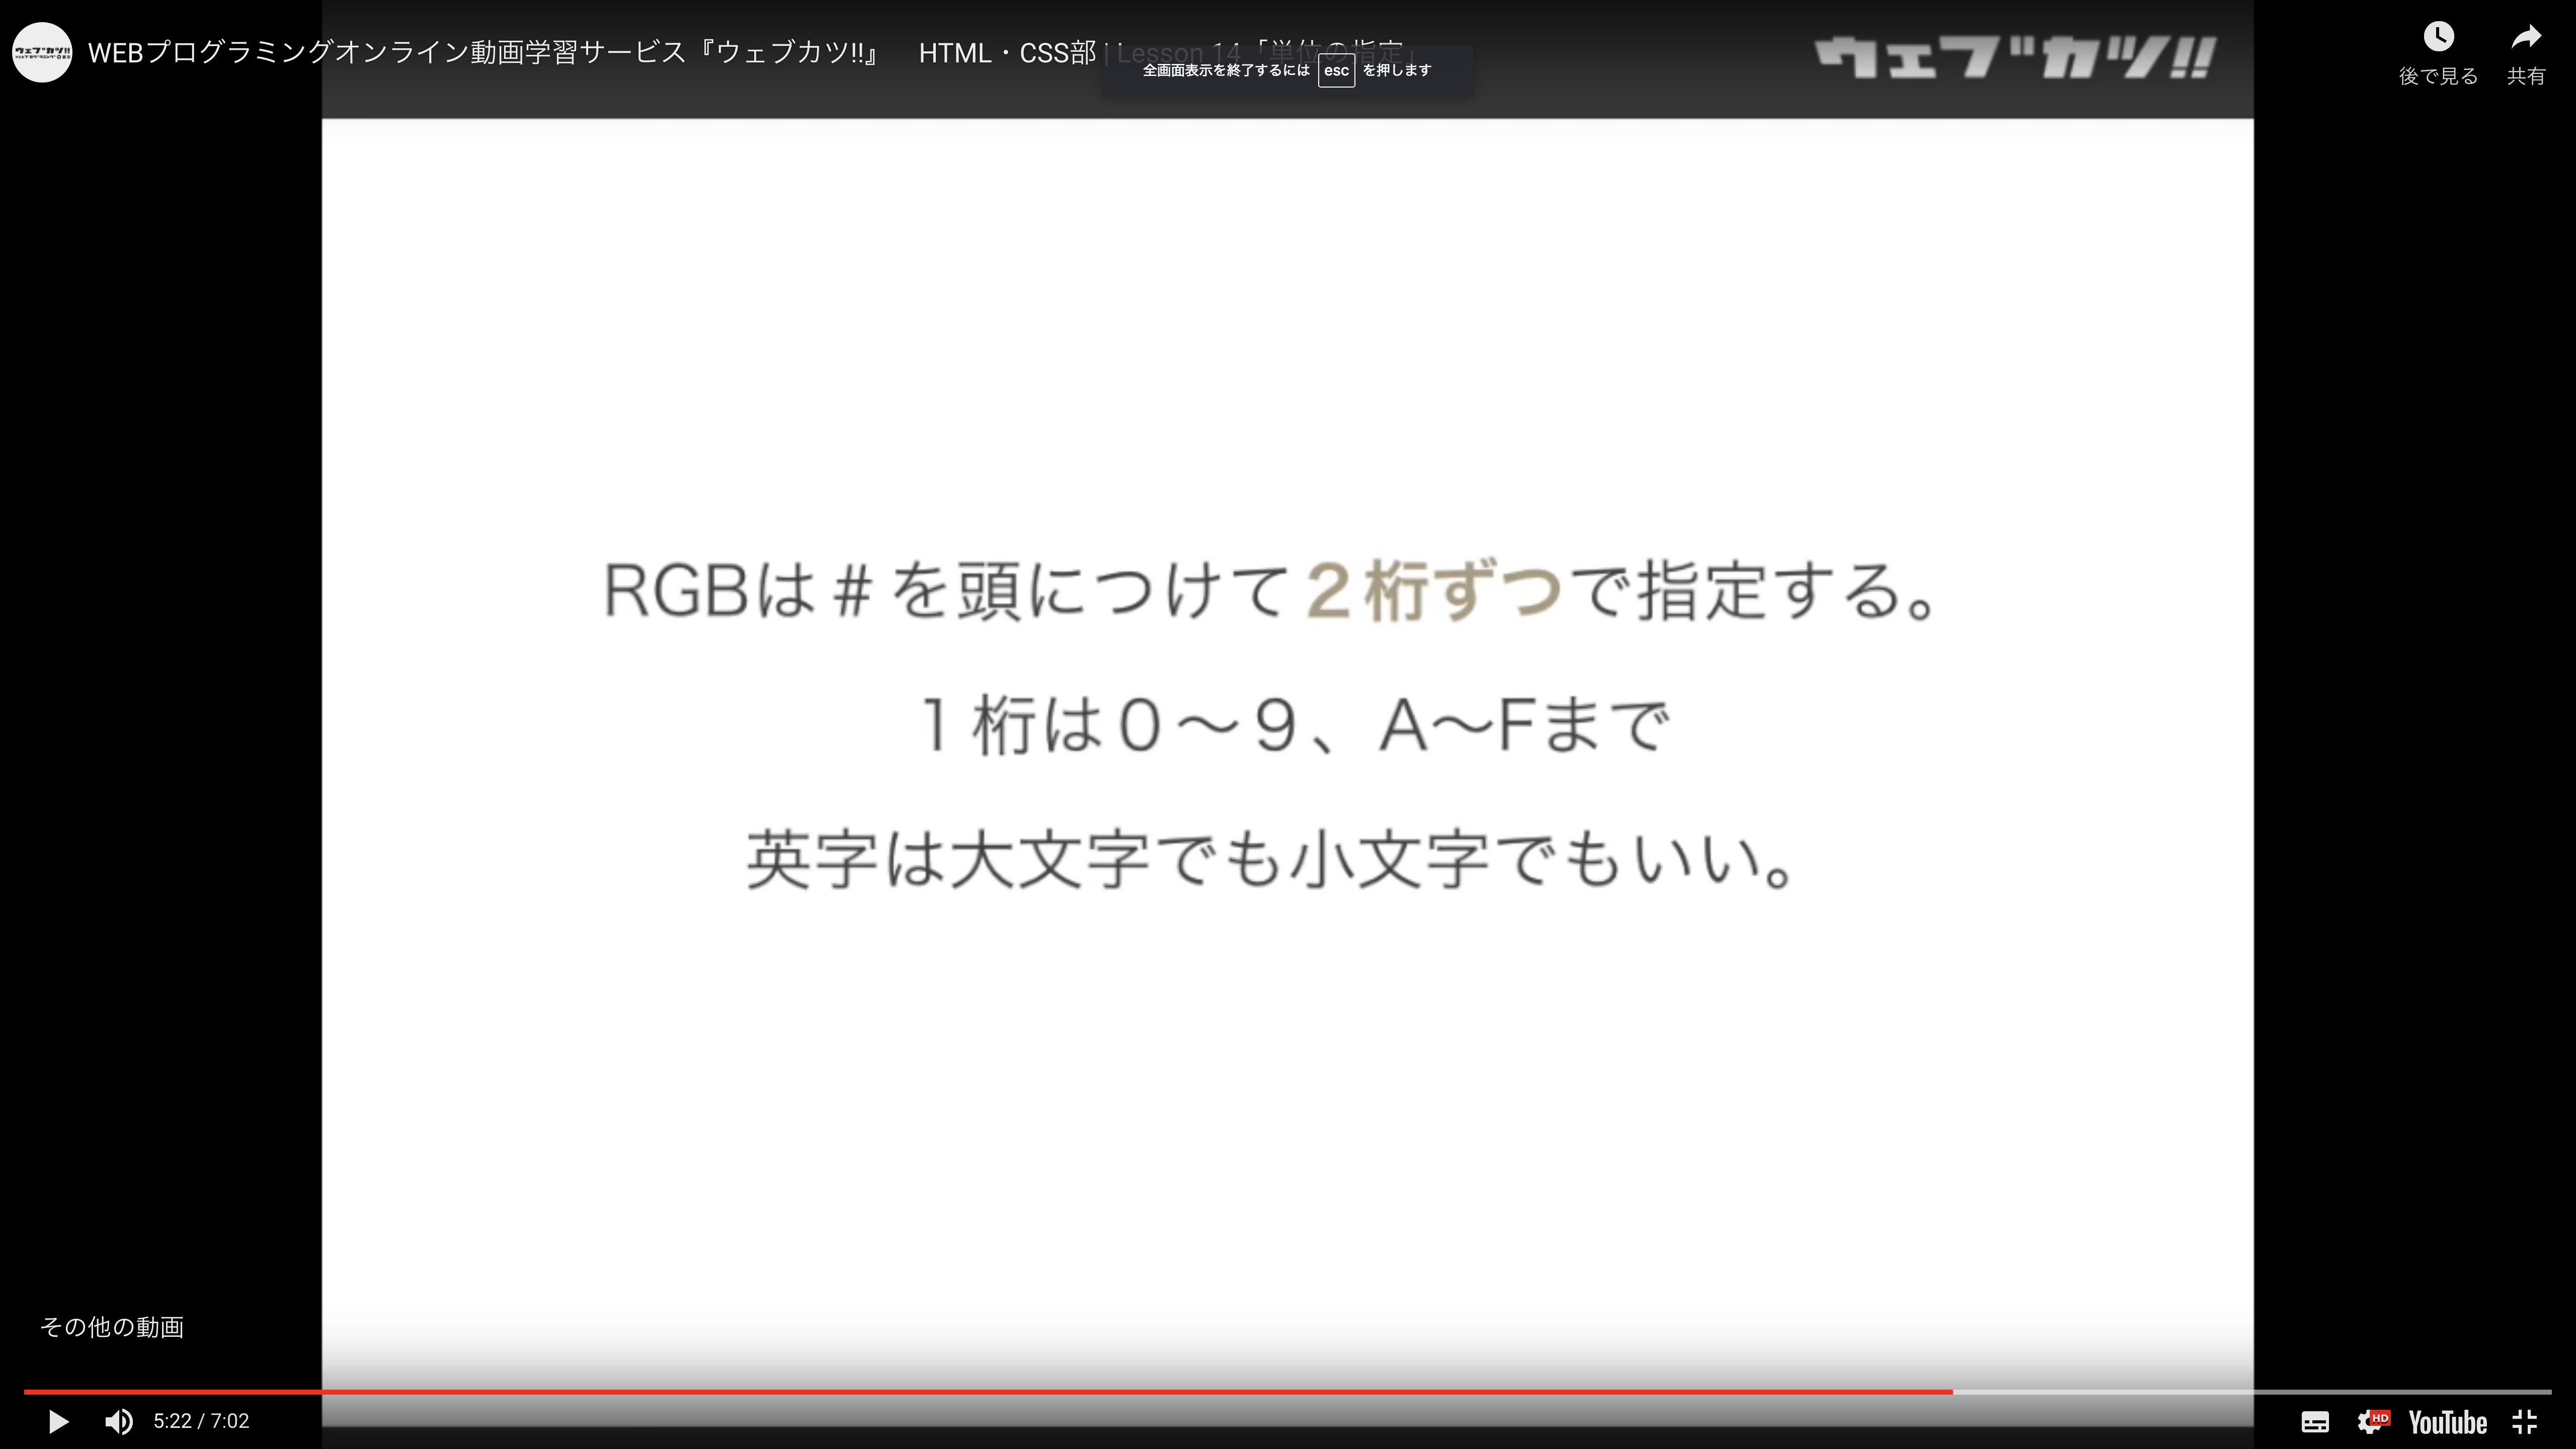 WEBプログラミングオンライン動画学習サービス『ウェブカツ!!』　HTML・CSS部 | Lesson 14「単位の指定」
全画面表示を終了するには esc を押します
ウェブカツ!!
後で見る
共有
RGBは＃を頭につけて２桁ずつで指定する。
１桁は０〜９、A〜Fまで
英字は大文字でも小文字でもいい。
その他の動画
5:22 / 7:02
HD
YouTube